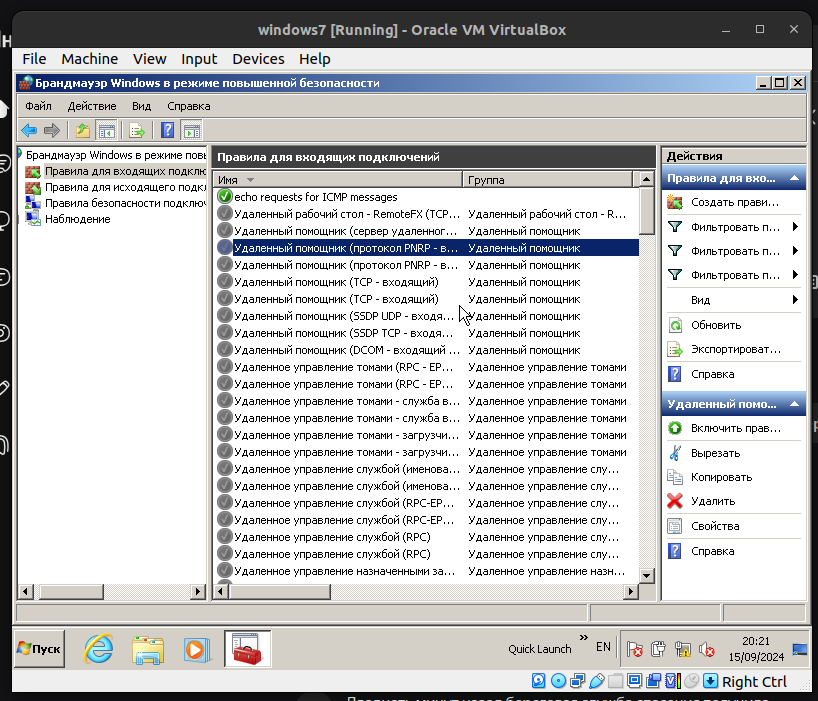 windows7 [Running] - Oracle VM VirtualBox
File Machine View Input Devices Help
Брандмауэр Windows в режиме повышенной безопасности
Файл Действие Вид Справка
Брандмауэр Windows в режиме повы
Правила для входящих подклю
Правила для исходящего подкл
Правила безопасности подключ
Наблюдение
Правила для входящих подключений
Имя Группа
echo requests for ICMP messages
Удаленный рабочий стол - RemoteFX (TCP... Удаленный рабочий стол - R...
Удаленный помощник (сервер удаленног... Удаленный помощник
Удаленный помощник (протокол PNRP - в... Удаленный помощник
Удаленный помощник (протокол PNRP - в... Удаленный помощник
Удаленный помощник (TCP - входящий) Удаленный помощник
Удаленный помощник (TCP - входящий) Удаленный помощник
Удаленный помощник (SSDP UDP - входя... Удаленный помощник
Удаленный помощник (SSDP TCP - входя... Удаленный помощник
Удаленный помощник (DCOM - входящий ... Удаленный помощник
Удаленное управление томами (RPC - EP... Удаленное управление томами
Удаленное управление томами (RPC - EP... Удаленное управление томами
Удаленное управление томами - служба в... Удаленное управление томами
Удаленное управление томами - служба в... Удаленное управление томами
Удаленное управление томами - загрузчи... Удаленное управление томами
Удаленное управление томами - загрузчи... Удаленное управление томами
Удаленное управление службой (именова... Удаленное управление слу...
Удаленное управление службой (именова... Удаленное управление слу...
Удаленное управление службой (RPC-EP... Удаленное управление слу...
Удаленное управление службой (RPC-EP... Удаленное управление слу...
Удаленное управление службой (RPC) Удаленное управление слу...
Удаленное управление службой (RPC) Удаленное управление слу...
Удаленное управление назначенными за... Удаленное управление назн...
Действия
Правила для вхо...
Создать прави...
Фильтровать п...
Фильтровать п...
Фильтровать п...
Вид
Обновить
Экспортироват...
Справка
Удаленный помо...
Включить прав...
Вырезать
Копировать
Удалить
Свойства
Справка
Пуск
Quick Launch
EN
20:21
15/09/2024
Right Ctrl